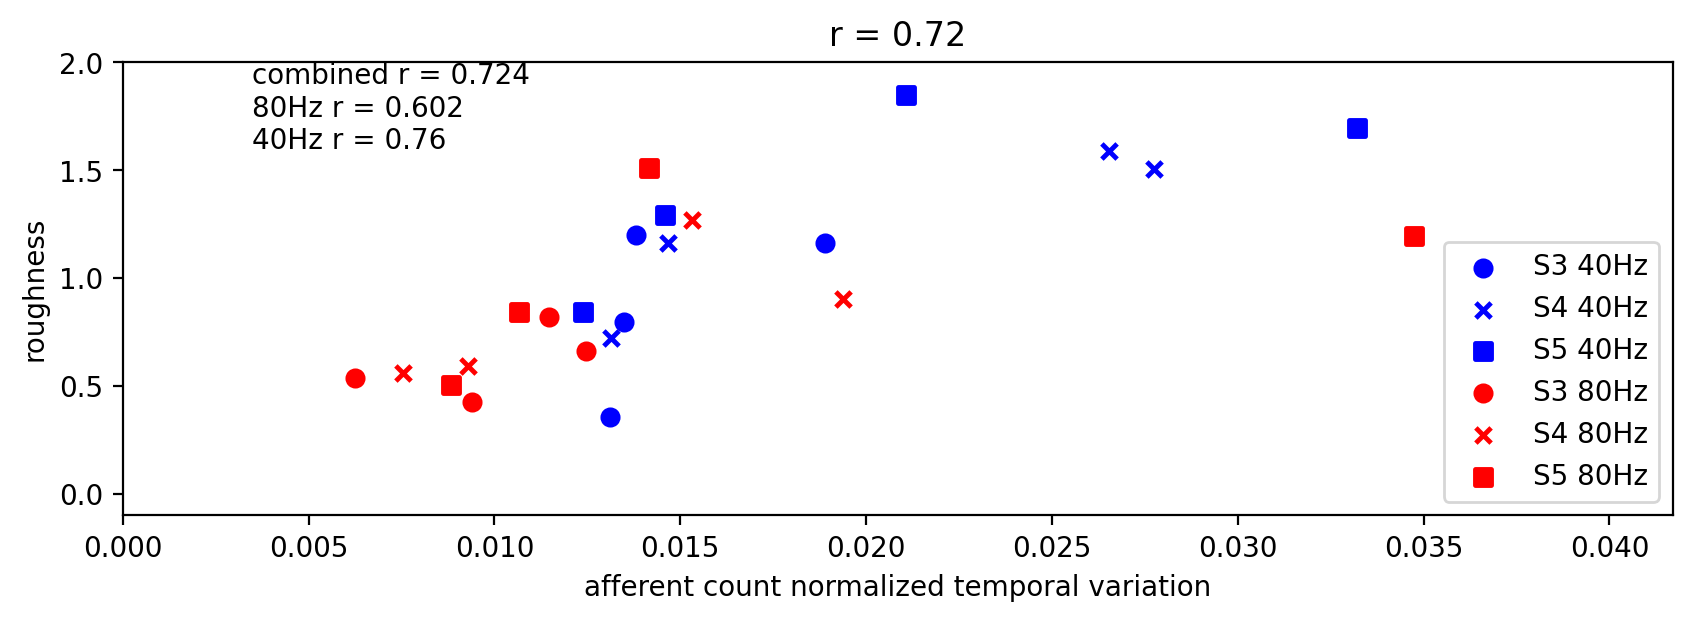 r = 0.72
combined r = 0.724
80Hz r = 0.602
40Hz r = 0.76
2.0
1.5
1.0
0.5
0.0
roughness
S3 40Hz
S4 40Hz
S5 40Hz
S3 80Hz
S4 80Hz
S5 80Hz
0.000 0.005 0.010 0.015 0.020 0.025 0.030 0.035 0.040
afferent count normalized temporal variation